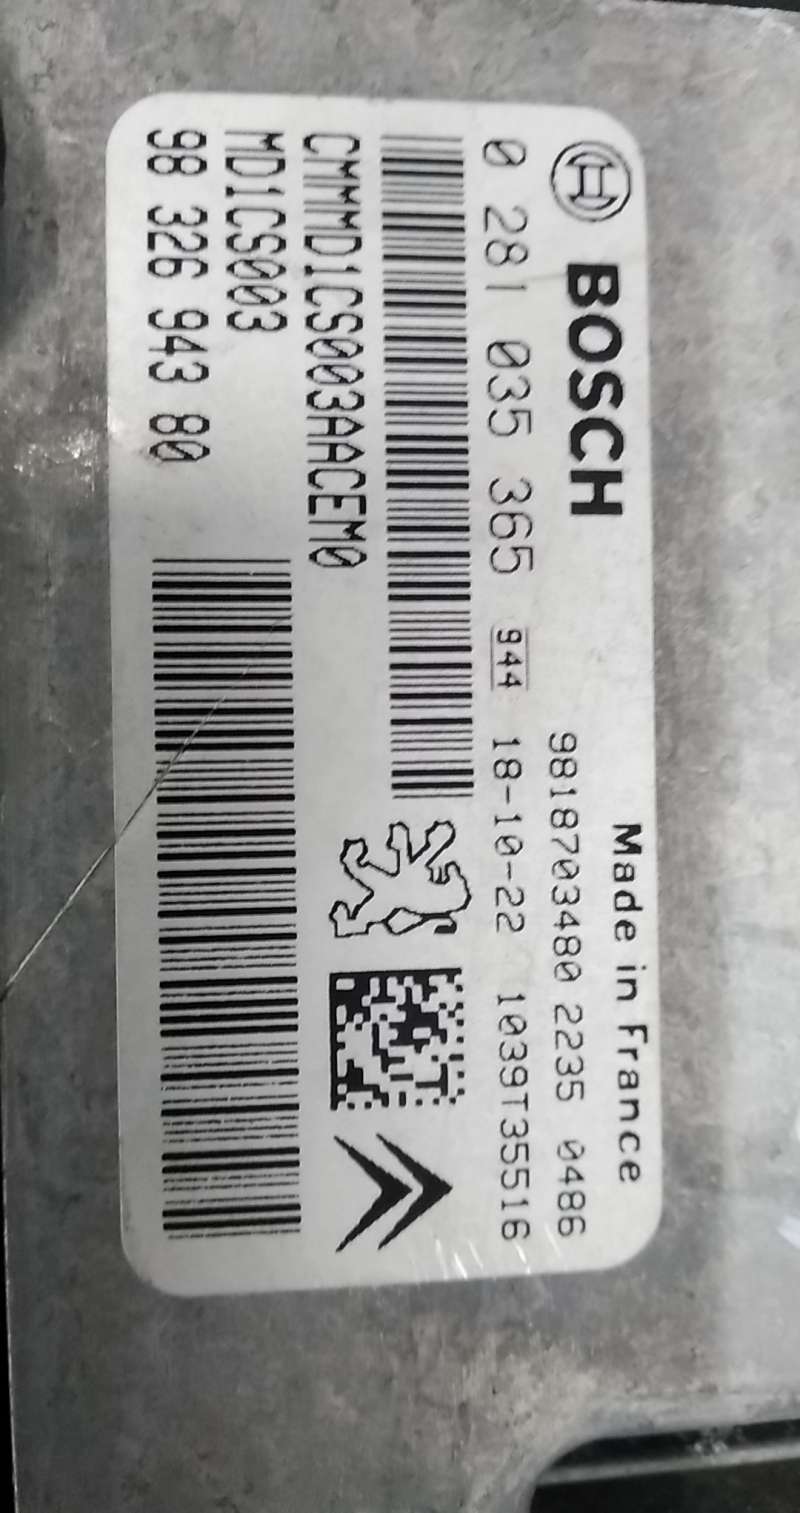 BOSCH
Made in France
9818703480 2235 0486
0 281 035 365 944 18-10-22 1039T35516
CMMMD1CS003AACEM0
MD1CS003
98 326 943 80